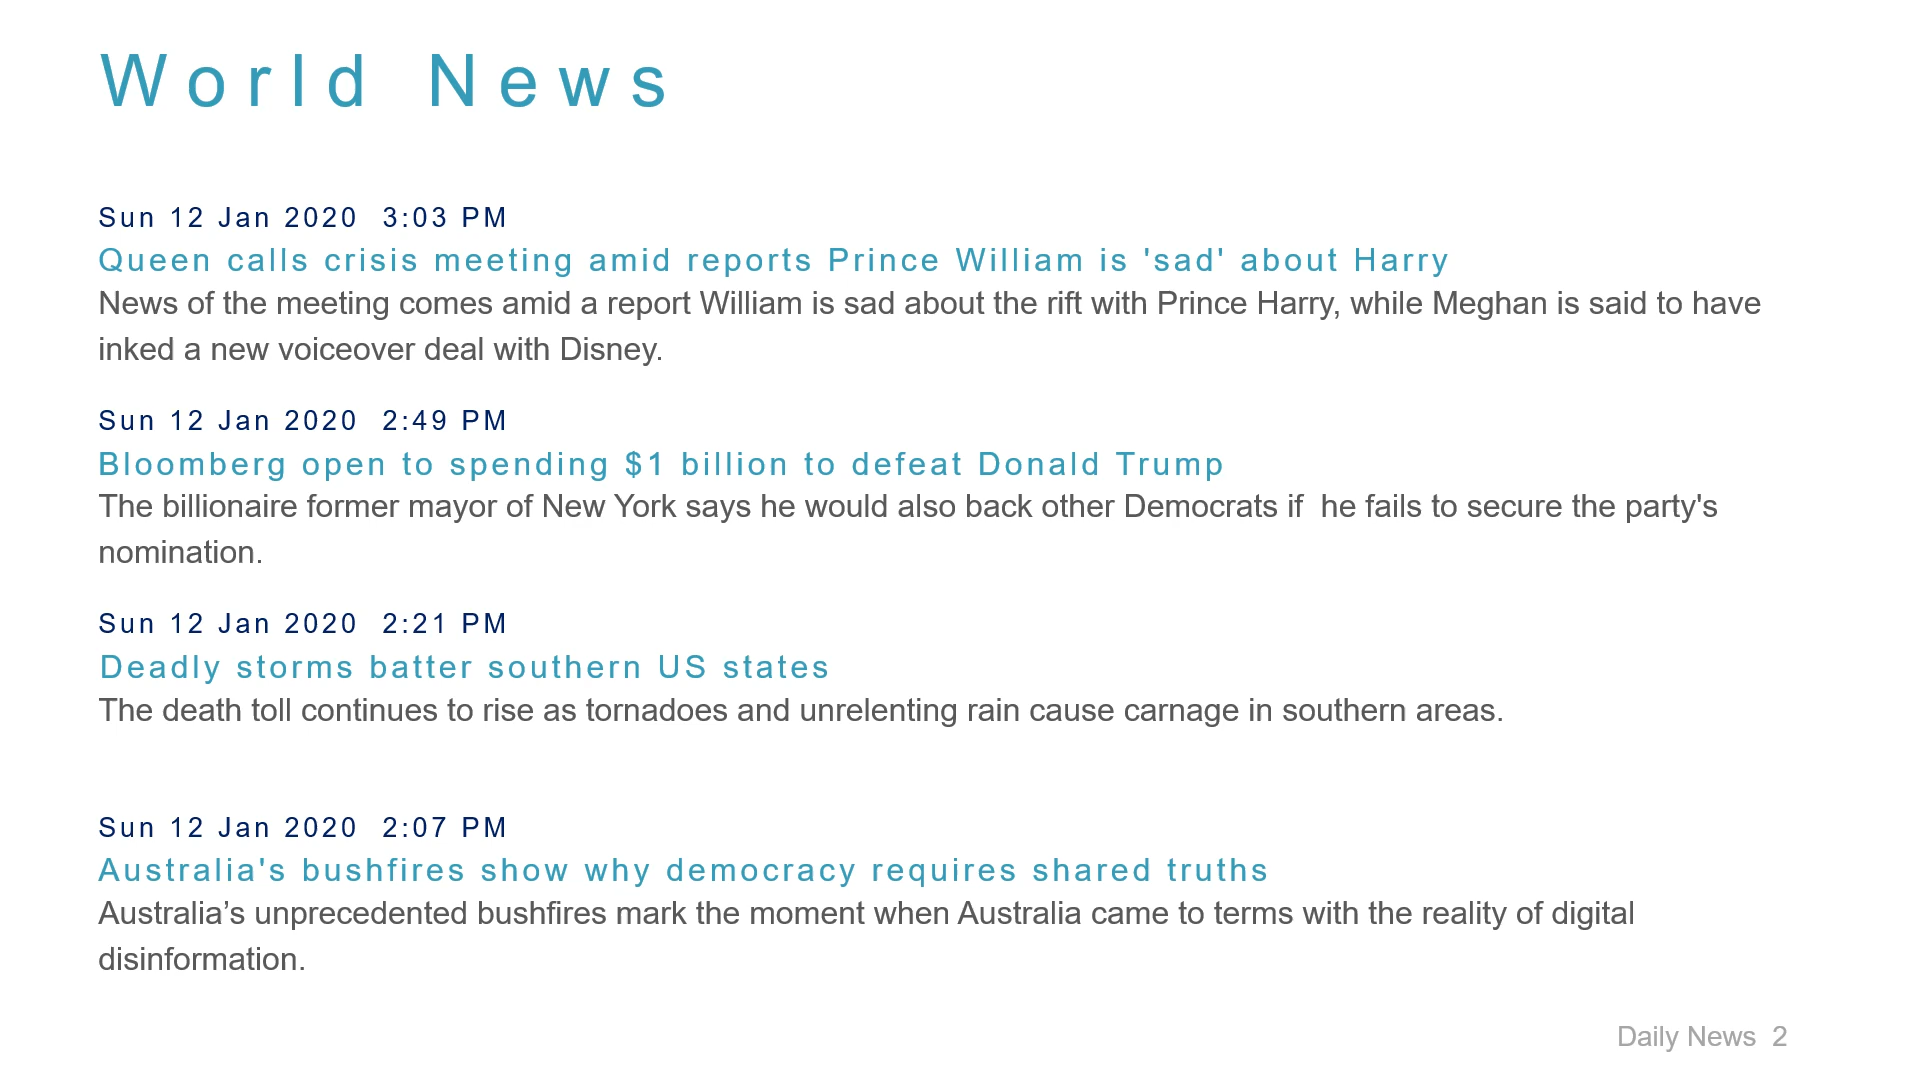 World News
Sun 12 Jan 2020  3:03 PM
Queen calls crisis meeting amid reports Prince William is 'sad' about Harry
News of the meeting comes amid a report William is sad about the rift with Prince Harry, while Meghan is said to have
inked a new voiceover deal with Disney.
Sun 12 Jan 2020  2:49 PM
Bloomberg open to spending $1 billion to defeat Donald Trump
The billionaire former mayor of New York says he would also back other Democrats if  he fails to secure the party's
nomination.
Sun 12 Jan 2020  2:21 PM
Deadly storms batter southern US states
The death toll continues to rise as tornadoes and unrelenting rain cause carnage in southern areas.
Sun 12 Jan 2020  2:07 PM
Australia's bushfires show why democracy requires shared truths
Australia’s unprecedented bushfires mark the moment when Australia came to terms with the reality of digital
disinformation.
Daily News  2